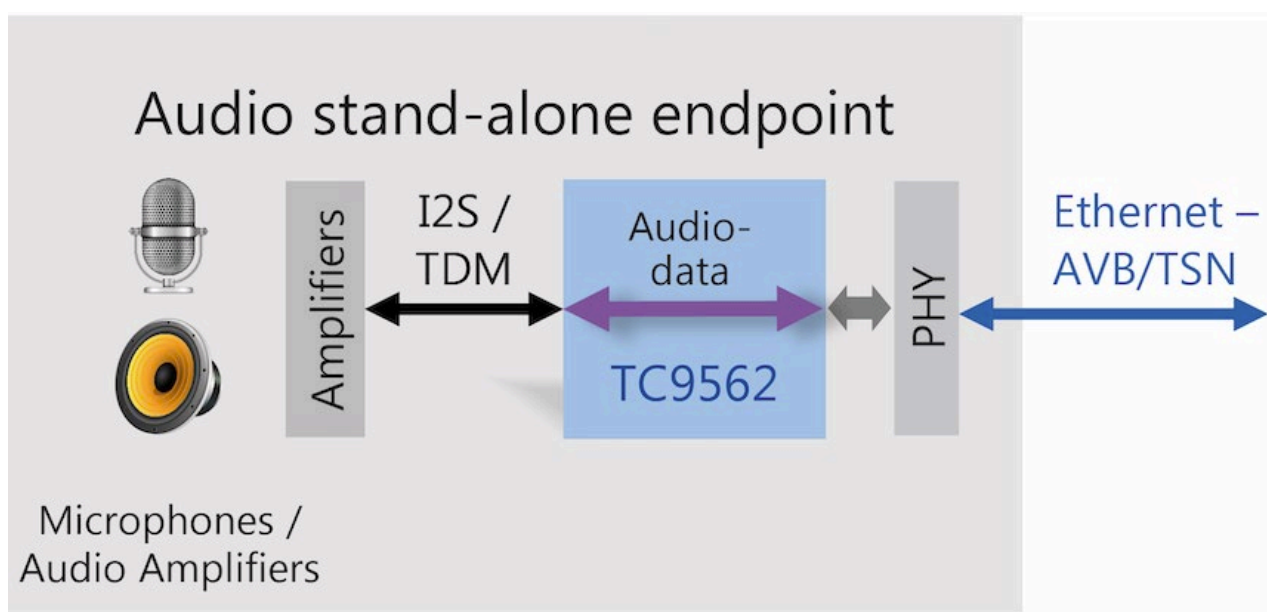 Audio stand-alone endpoint
Amplifiers
I2S /
TDM
Audio-
data
TC9562
PHY
Ethernet –
AVB/TSN
Microphones /
Audio Amplifiers